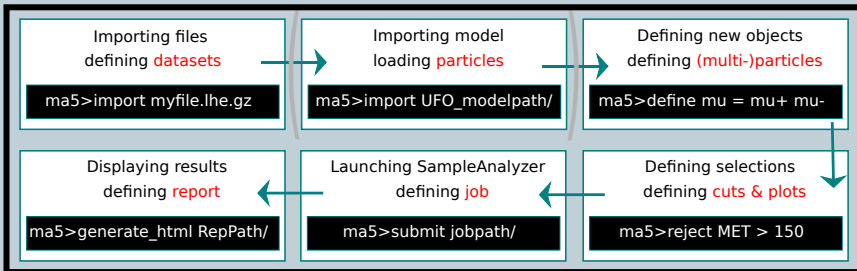 Importing files
defining datasets
ma5>import myfile.lhe.gz
Importing model
loading particles
ma5>import UFO_modelpath/
Defining new objects
defining (multi-)particles
ma5>define mu = mu+ mu-
Defining selections
defining cuts & plots
ma5>reject MET > 150
Launching SampleAnalyzer
defining job
ma5>submit jobpath/
Displaying results
defining report
ma5>generate_html RepPath/